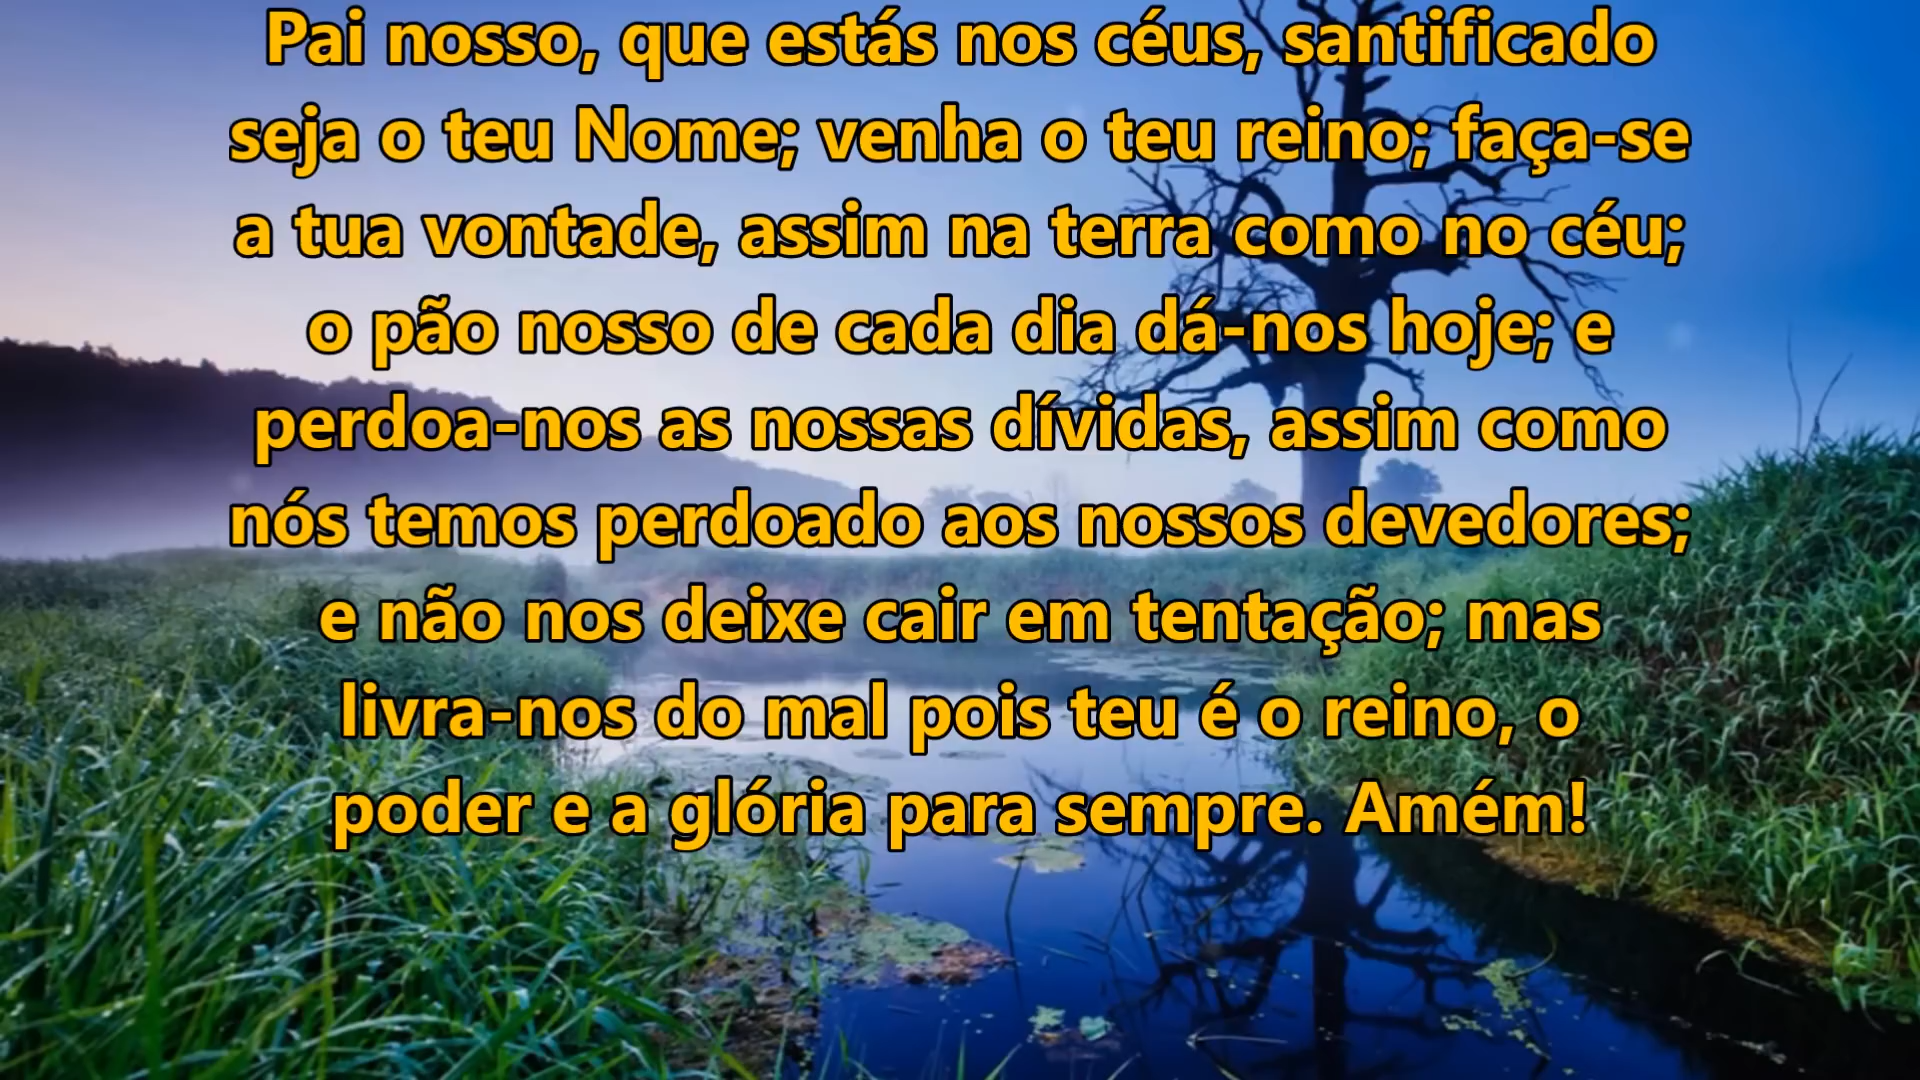 Pai nosso, que estás nos céus, santificado
seja o teu Nome; venha o teu reino; faça-se
a tua vontade, assim na terra como no céu;
o pão nosso de cada dia dá-nos hoje; e
perdoa-nos as nossas dívidas, assim como
nós temos perdoado aos nossos devedores;
e não nos deixe cair em tentação; mas
livra-nos do mal pois teu é o reino, o
poder e a glória para sempre. Amém!